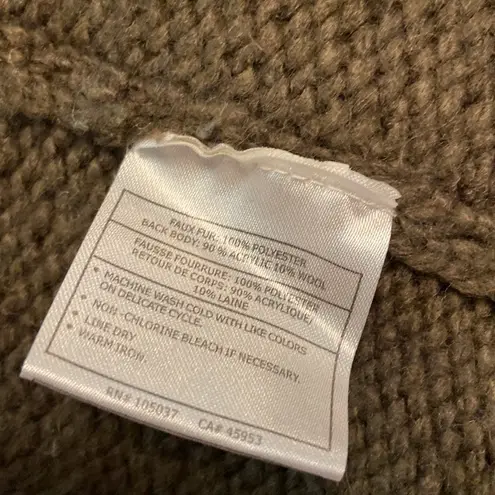 FAUX FUR: 100% POLYESTER
BACK BODY: 90 % ACRYLIC 10% WOOL
FAUSSE FOURRURE: 100% POLYESTER
RETOUR DE CORPS: 90% ACRYLIQUE/
10% LAINE
• MACHINE WASH COLD WITH LIKE COLORS
ON DELICATE CYCLE.
• NON-CHLORINE BLEACH IF NECESSARY.
• LINE DRY
• WARM IRON.
RN# 105037 CA# 45953